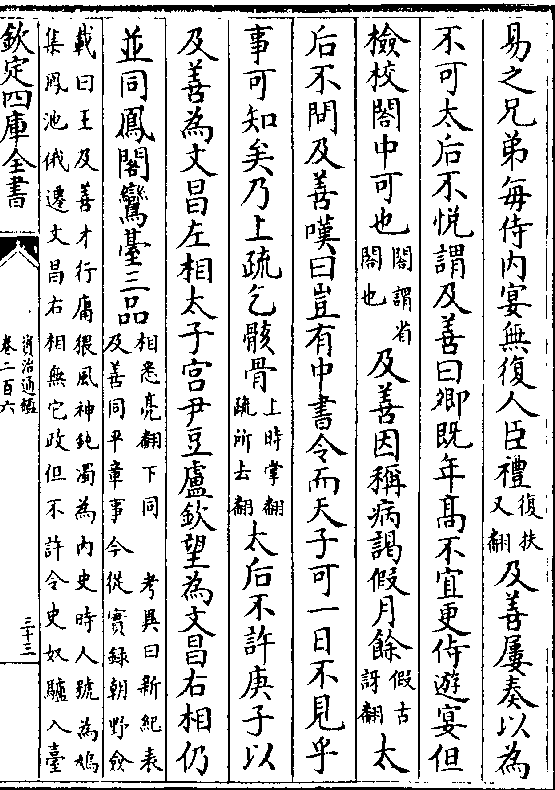 易之兄弟每侍内宴無復人臣禮復扶又翻及善屢奏以為
不可太后不悦謂及善曰卿既年髙不宜更侍遊宴但
檢校閤中可也閤謂省閤也及善因稱病謁假月餘假古訝翻太
后不問及善嘆曰豈有中書令而天子可一日不見乎
事可知矣乃上疏乞骸骨上時掌翻疏所去翻太后不許庚子以
及善為文昌左相太子宫尹豆盧欽望為文昌右相仍
並同鳳閣鸞臺三品相悉亮翻下同 考異曰新紀表及善同平章事今從實録朝野僉
載曰王及善才行庸猥風神鈍濁為内史時人號為鳩
集鳳池俄遷文昌右相無它政但不許令史奴驢入臺
欽定四庫全書
資治通鑑
卷二百六
三十三